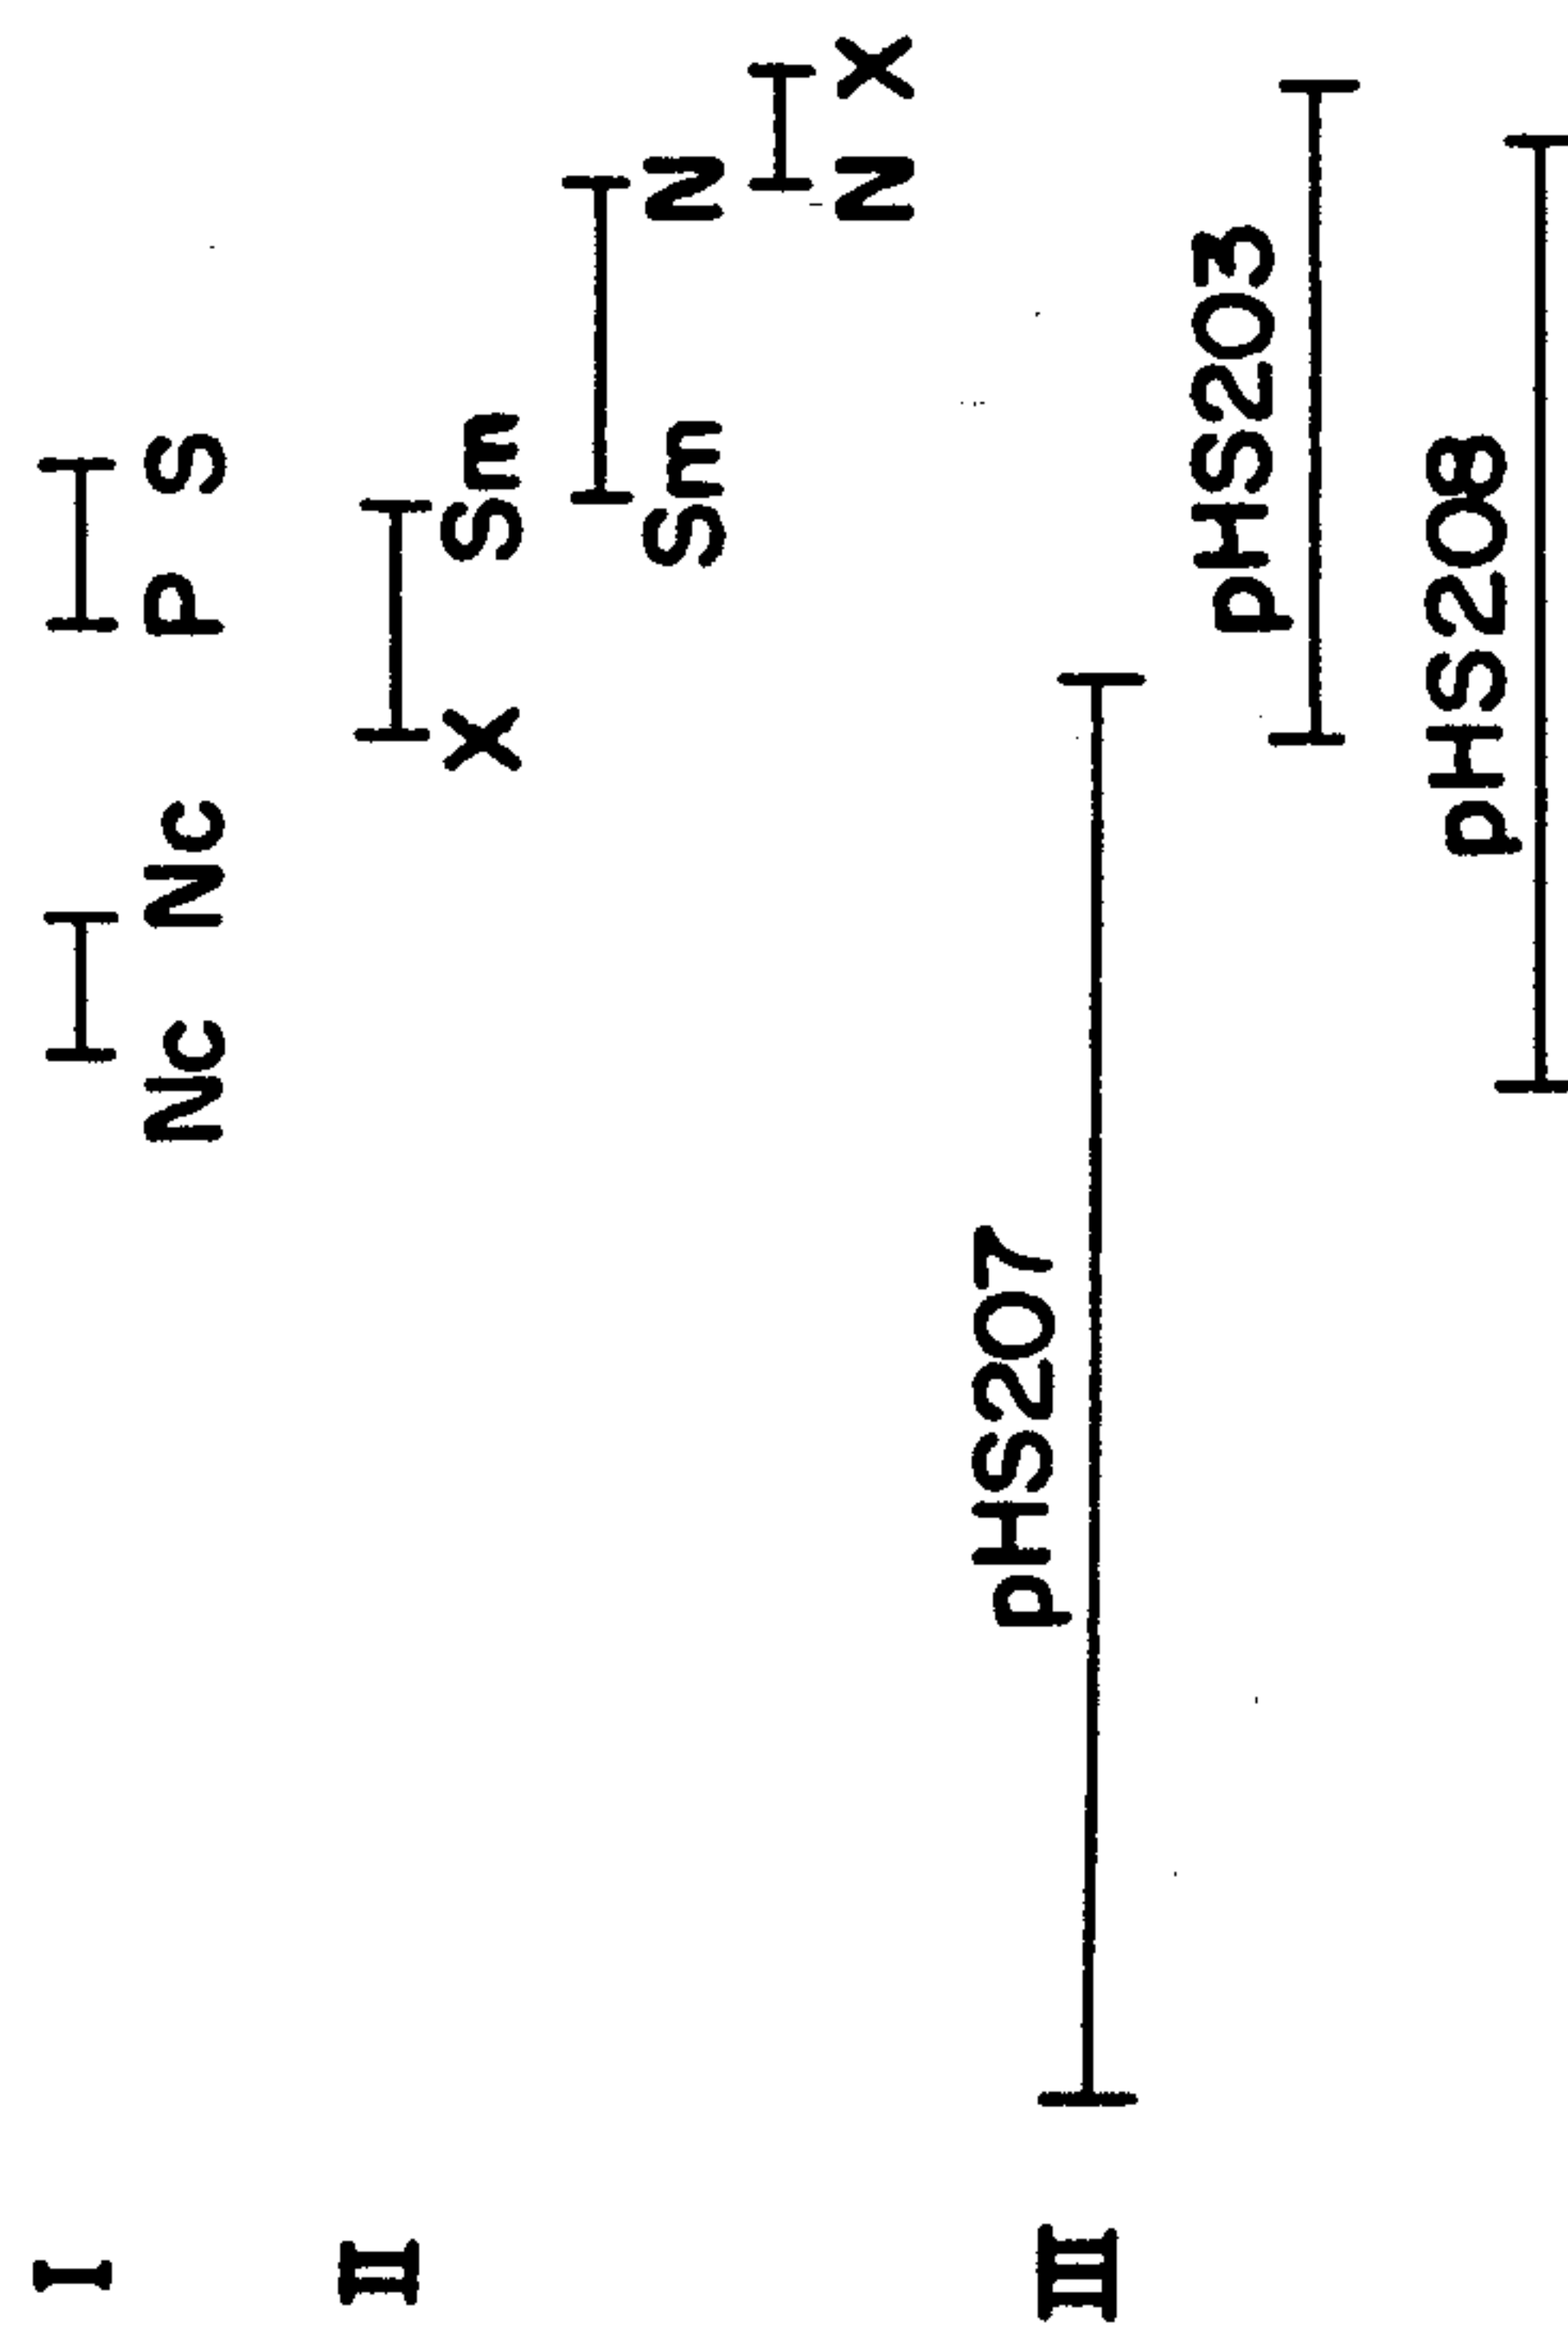 I
Nc Nc P S
II
X Sm
Sm N
N X
III
pHS207
pHS203
pHS208